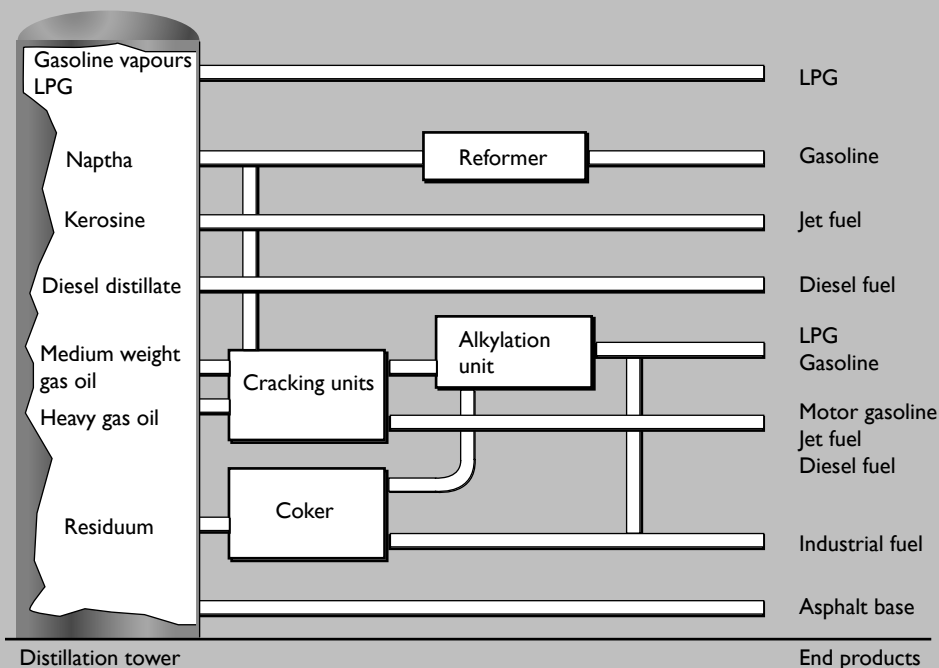 Gasoline vapours
LPG
LPG
Naptha
Reformer
Gasoline
Kerosine
Jet fuel
Diesel distillate
Diesel fuel
Medium weight
gas oil
Heavy gas oil
Cracking units
Alkylation
unit
LPG
Gasoline
Motor gasoline
Jet fuel
Diesel fuel
Residuum
Coker
Industrial fuel
Asphalt base
Distillation tower
End products